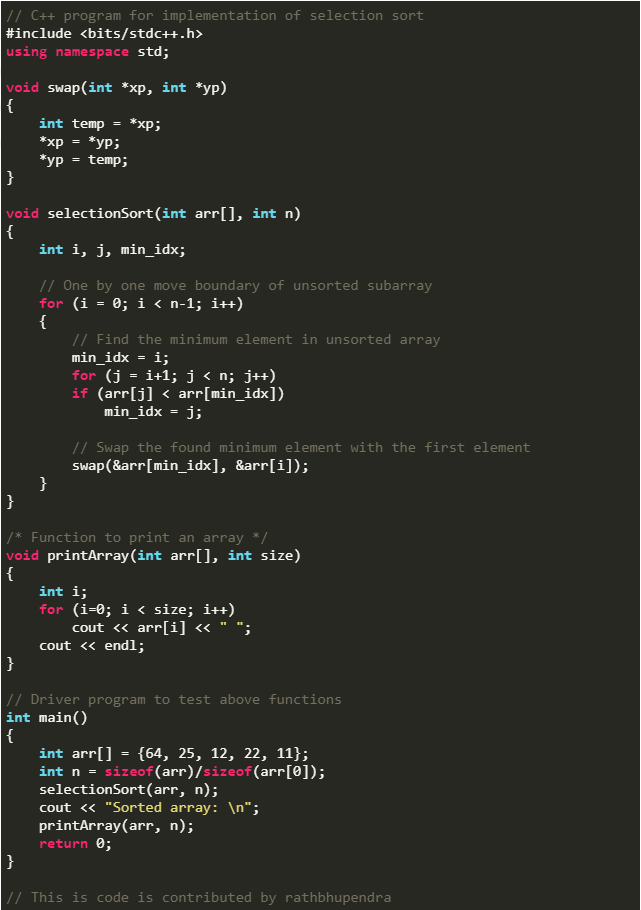 // C++ program for implementation of selection sort
#include <bits/stdc++.h>
using namespace std;

void swap(int *xp, int *yp)
{
    int temp = *xp;
    *xp = *yp;
    *yp = temp;
}

void selectionSort(int arr[], int n)
{
    int i, j, min_idx;

    // One by one move boundary of unsorted subarray
    for (i = 0; i < n-1; i++)
    {
        // Find the minimum element in unsorted array
        min_idx = i;
        for (j = i+1; j < n; j++)
        if (arr[j] < arr[min_idx])
            min_idx = j;

        // Swap the found minimum element with the first element
        swap(&arr[min_idx], &arr[i]);
    }
}

/* Function to print an array */
void printArray(int arr[], int size)
{
    int i;
    for (i=0; i < size; i++)
        cout << arr[i] << " ";
    cout << endl;
}

// Driver program to test above functions
int main()
{
    int arr[] = {64, 25, 12, 22, 11};
    int n = sizeof(arr)/sizeof(arr[0]);
    selectionSort(arr, n);
    cout << "Sorted array: \n";
    printArray(arr, n);
    return 0;
}

// This is code is contributed by rathbhupendra